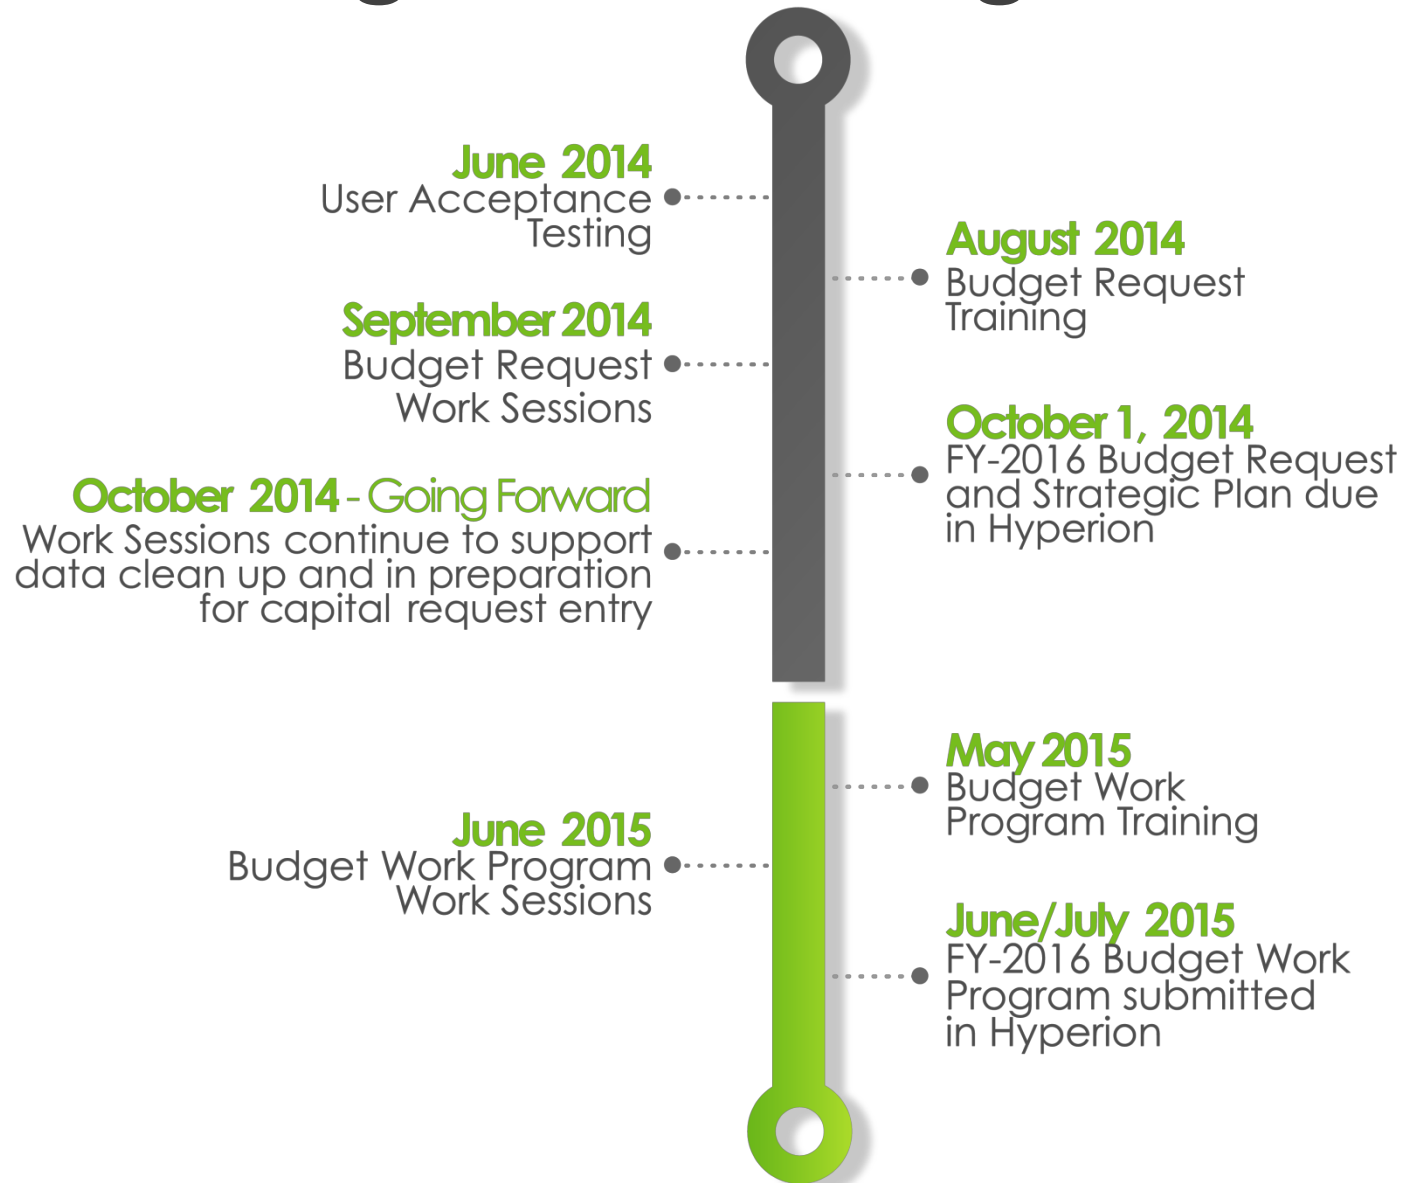 June 2014
User Acceptance
Testing
August 2014
Budget Request
Training
September 2014
Budget Request
Work Sessions
October 1, 2014
FY-2016 Budget Request
and Strategic Plan due
in Hyperion
October 2014 - Going Forward
Work Sessions continue to support
data clean up and in preparation
for capital request entry
May 2015
Budget Work
Program Training
June 2015
Budget Work Program
Work Sessions
June/July 2015
FY-2016 Budget Work
Program submitted
in Hyperion